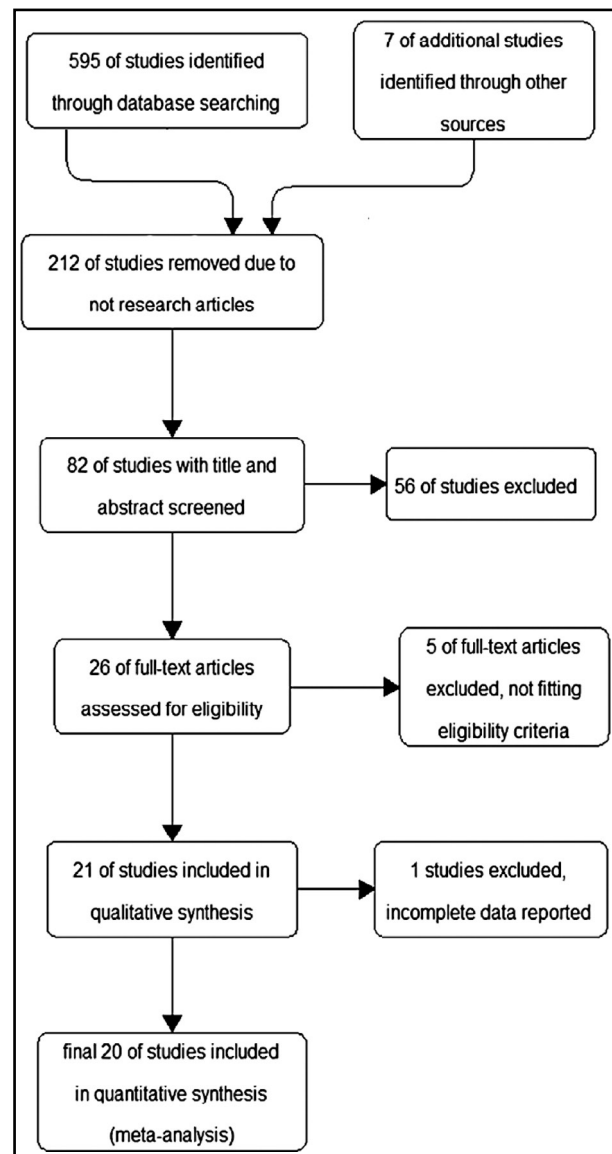 595 of studies identified
through database searching
7 of additional studies
identified through other
sources
212 of studies removed due to
not research articles
82 of studies with title and
abstract screened
56 of studies excluded
26 of full-text articles
assessed for eligibility
5 of full-text articles
excluded, not fitting
eligibility criteria
21 of studies included in
qualitative synthesis
1 studies excluded,
incomplete data reported
final 20 of studies included
in quantitative synthesis
(meta-analysis)